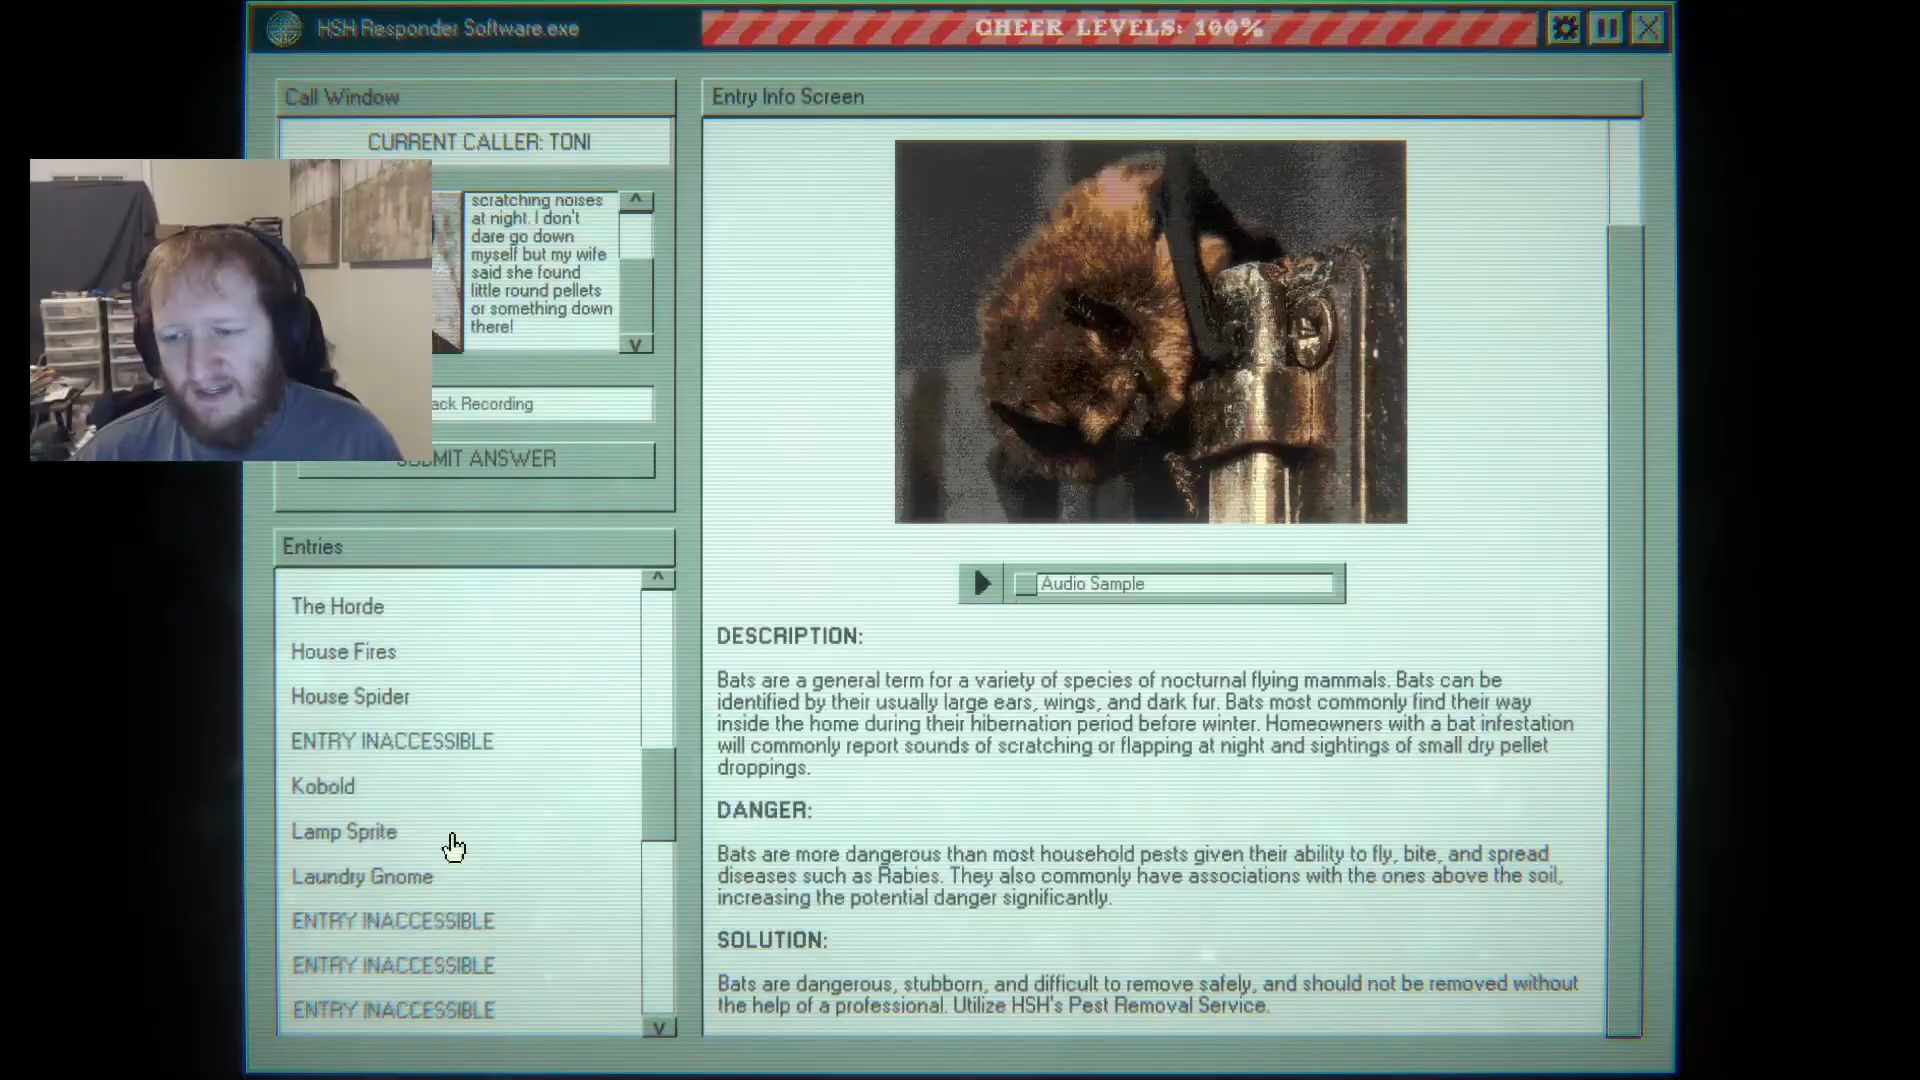 HSH Responder Software.exe
CHEER LEVELS: 100%
Call Window
CURRENT CALLER: TONI
scratching noises
at night. I don't
dare go down
myself but my wife
said she found
little round pellets
or something down
there!
ack Recording
SUBMIT ANSWER
Entries
The Horde
House Fires
House Spider
ENTRY INACCESSIBLE
Kobold
Lamp Sprite
Laundry Gnome
ENTRY INACCESSIBLE
ENTRY INACCESSIBLE
ENTRY INACCESSIBLE
Entry Info Screen
Audio Sample
DESCRIPTION:
Bats are a general term for a variety of species of nocturnal flying mammals. Bats can be
identified by their usually large ears, wings, and dark fur. Bats most commonly find their way
inside the home during their hibernation period before winter. Homeowners with a bat infestation
will commonly report sounds of scratching or flapping at night and sightings of small dry pellet
droppings.
DANGER:
Bats are more dangerous than most household pests given their ability to fly, bite, and spread
diseases such as Rabies. They also commonly have associations with the ones above the soil,
increasing the potential danger significantly.
SOLUTION:
Bats are dangerous, stubborn, and difficult to remove safely, and should not be removed without
the help of a professional. Utilize HSH's Pest Removal Service.